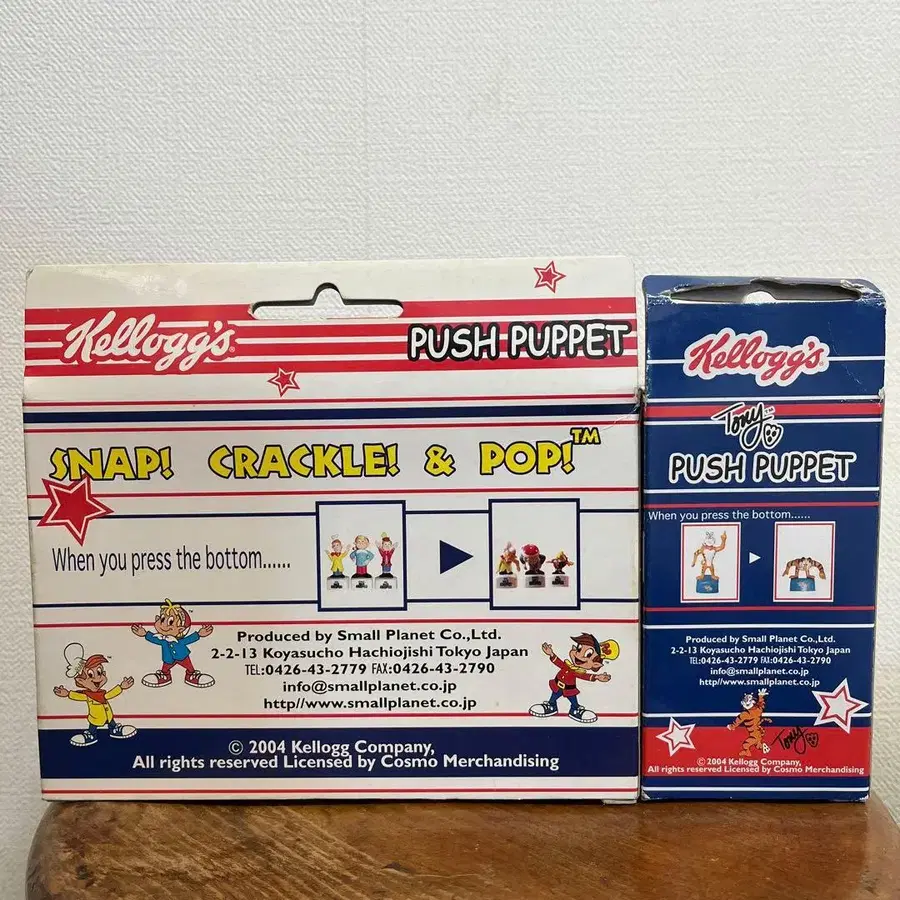 Kellogg's
PUSH PUPPET
SNAP! CRACKLE! & POP!™
When you press the bottom......
Produced by Small Planet Co.,Ltd.
2-2-13 Koyasucho Hachiojishi Tokyo Japan
TEL:0426-43-2779 FAX:0426-43-2790
info@smallplanet.co.jp
http//www.smallplanet.co.jp
© 2004 Kellogg Company,
All rights reserved Licensed by Cosmo Merchandising
Kellogg's
Tony™
PUSH PUPPET
When you press the bottom......
Produced by Small Planet Co.,Ltd.
2-2-13 Koyasucho Hachiojishi Tokyo Japan
TEL:0426-43-2779 FAX:0426-43-2790
info@smallplanet.co.jp
http//www.smallplanet.co.jp
Tony
© 2004 Kellogg Company,
All rights reserved Licensed by Cosmo Merchandising